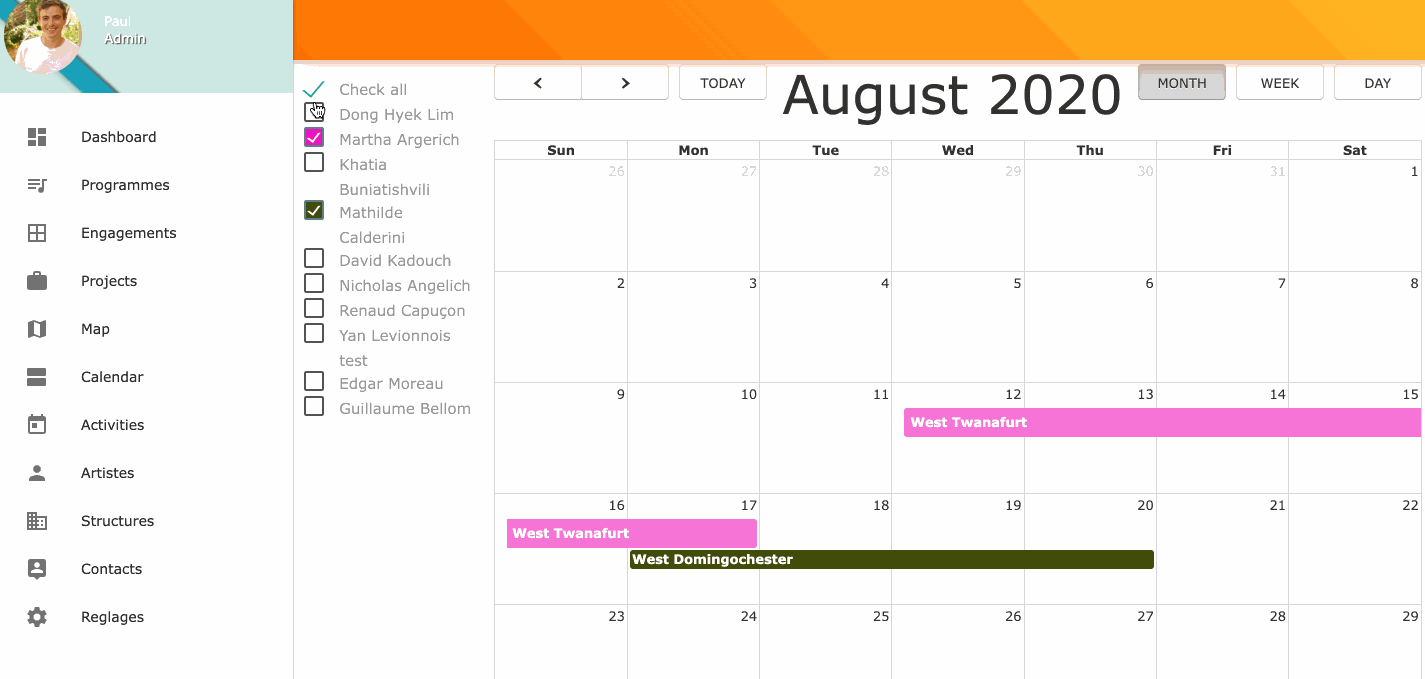 Paul
Admin
Dashboard
Programmes
Engagements
Projects
Map
Calendar
Activities
Artistes
Structures
Contacts
Reglages
Check all
Dong Hyek Lim
Martha Argerich
Khatia
Buniatishvili
Mathilde
Calderini
David Kadouch
Nicholas Angelich
Renaud Capuçon
Yan Levionnois
test
Edgar Moreau
Guillaume Bellom
TODAY
August 2020
MONTH WEEK DAY
Sun Mon Tue Wed Thu Fri Sat
26 27 28 29 30 31 1
2 3 4 5 6 7 8
9 10 11 12 13 14 15
West Twanafurt
16 17 18 19 20 21 22
West Twanafurt
West Domingochester
23 24 25 26 27 28 29